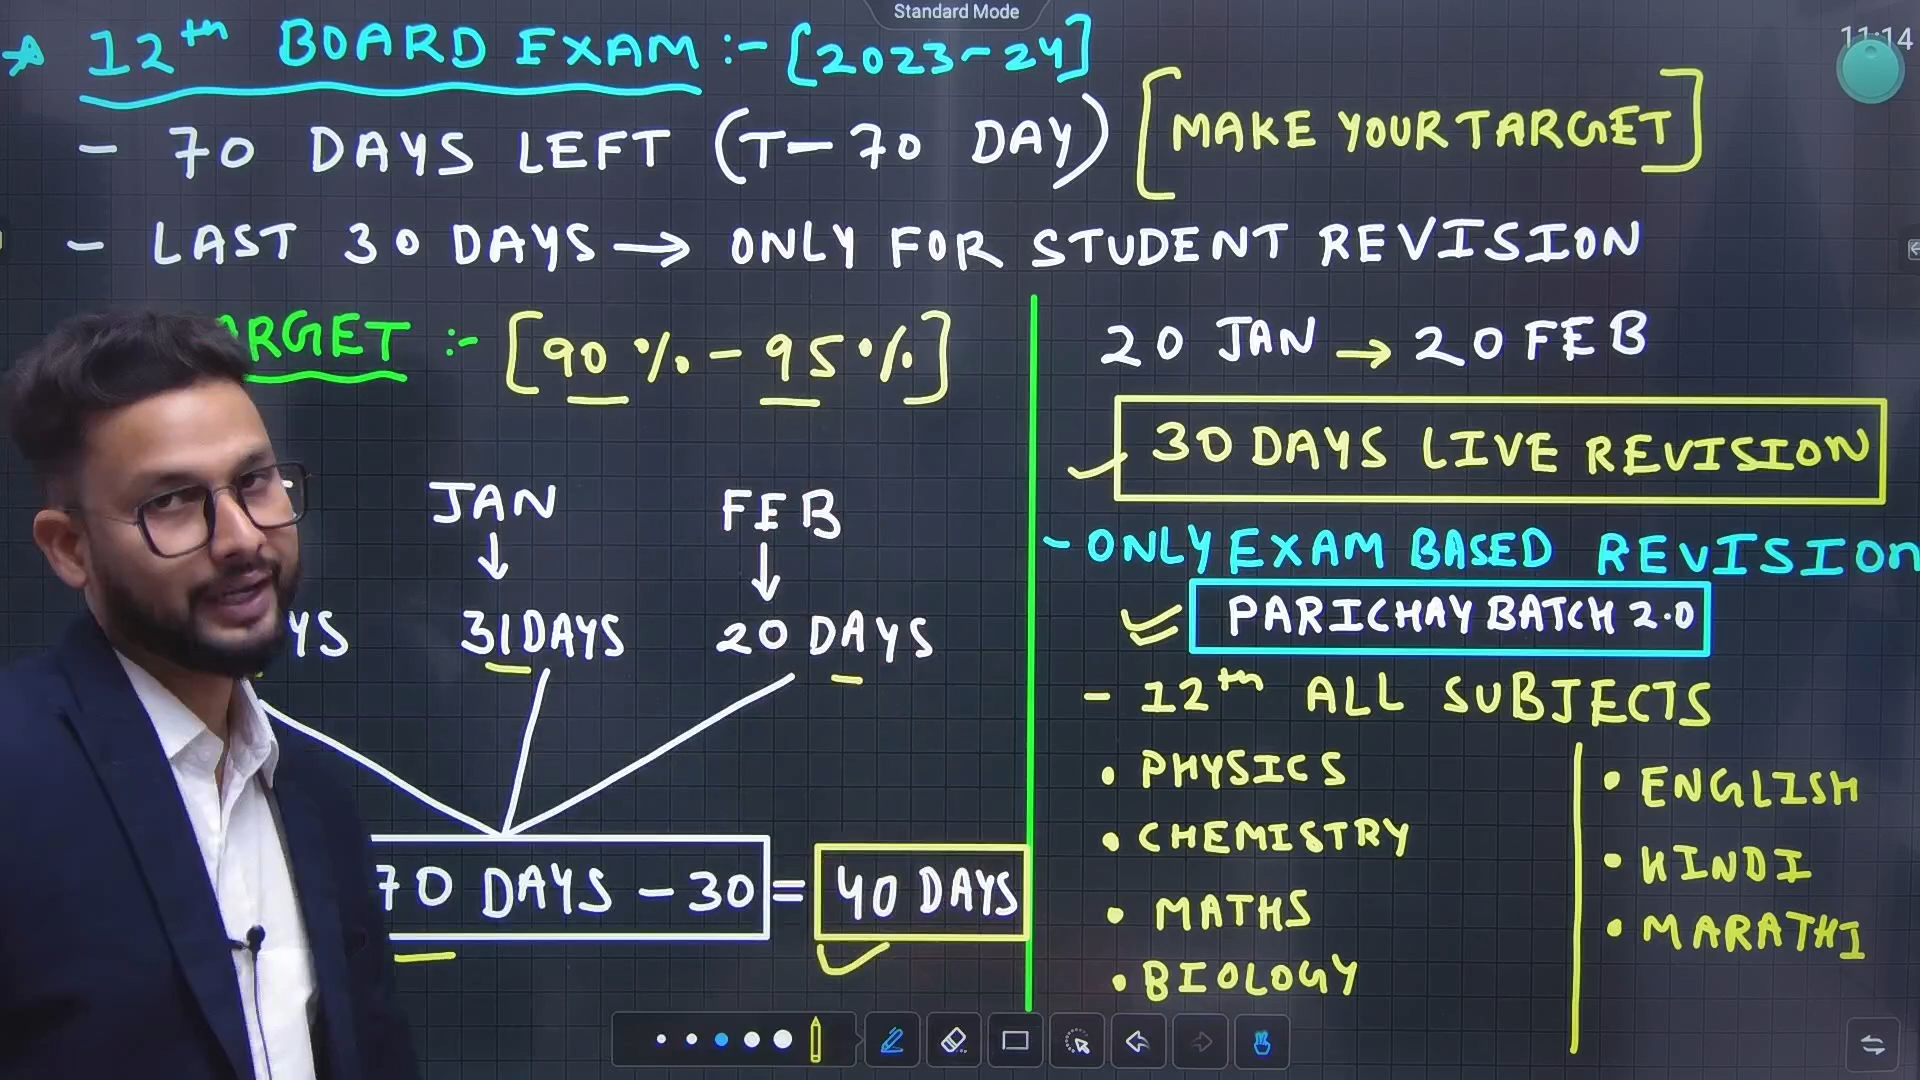 Standard Mode
11:14
12th BOARD EXAM :- [2023-24]
- 70 DAYS LEFT (T-70 DAY) [MAKE YOUR TARGET]
- LAST 30 DAYS → ONLY FOR STUDENT REVISION
ARGET :- [90% - 95%]
JAN FEB
YS 31 DAYS 20 DAYS
70 DAYS - 30 = 40 DAYS
20 JAN → 20 FEB
30 DAYS LIVE REVISION
- ONLY EXAM BASED REVISION
PARICHAY BATCH 2.0
- 12th ALL SUBJECTS
• PHYSICS
• CHEMISTRY
• MATHS
• BIOLOGY
• ENGLISH
• HINDI
• MARATHI